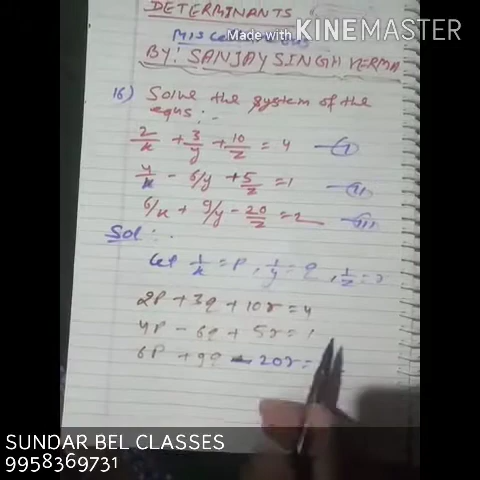 DETERMINANTS
Made with KINEMASTER
BY: SANJAY SINGH VERMA
16) Solve the system of the
equs:-
2/x + 3/y + 10/z = 4 — (I)
4/x - 6/y + 5/z = 1 — (II)
6/x + 9/y - 20/z = 2 — (III)
Sol:-
Let 1/x = P, 1/y = q, 1/z = r
2P + 3q + 10r = 4
4P - 6q + 5r = 1
6P + 9q - 20r =
SUNDAR BEL CLASSES
9958369731